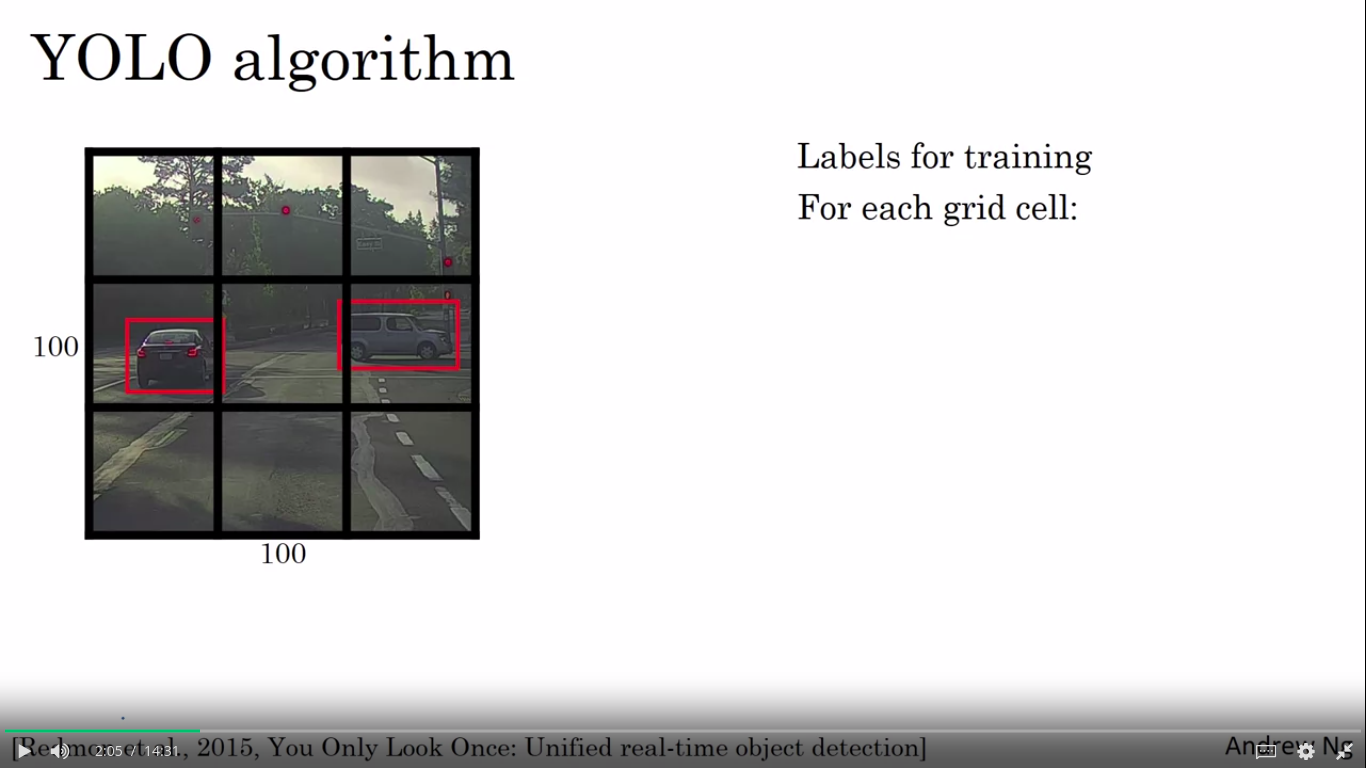 YOLO algorithm
Labels for training
For each grid cell:
100
100
[Redmon et al., 2015, You Only Look Once: Unified real-time object detection]
2:05 / 14:31
Andrew Ng